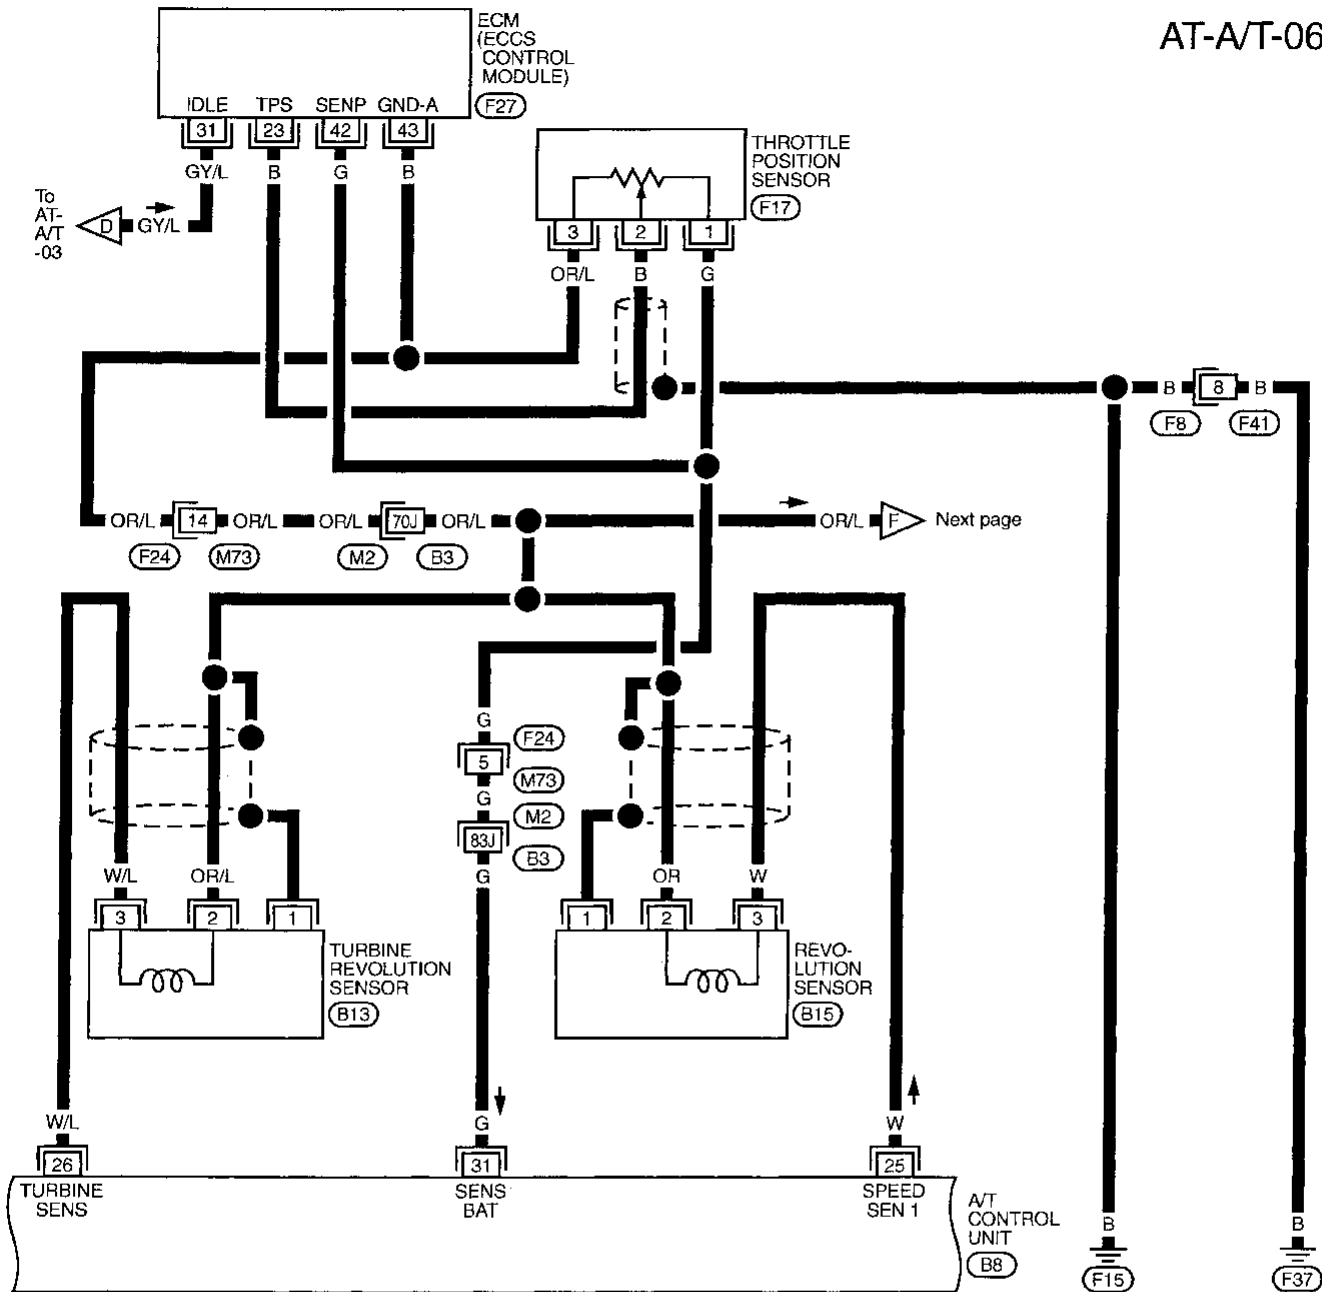 AT-A/T-06
ECM
(ECCS
CONTROL
MODULE)
F27
IDLE TPS SENP GND-A
31 23 42 43
GY/L B G B
THROTTLE
POSITION
SENSOR
F17
3 2 1
OR/L B G
To
AT-
A/T
-03
D GY/L
B 8 B
F8 F41
OR/L 14 OR/L OR/L 70J OR/L
F24 M73 M2 B3
OR/L F Next page
G
5
F24
M73
G
M2
83J
B3
G
W/L OR/L
3 2 1
TURBINE
REVOLUTION
SENSOR
B13
OR W
1 2 3
REVO-
LUTION
SENSOR
B15
W/L G W
26 31 25
TURBINE
SENS
SENS
BAT
SPEED
SEN 1
A/T
CONTROL
UNIT
B8
B B
F15 F37